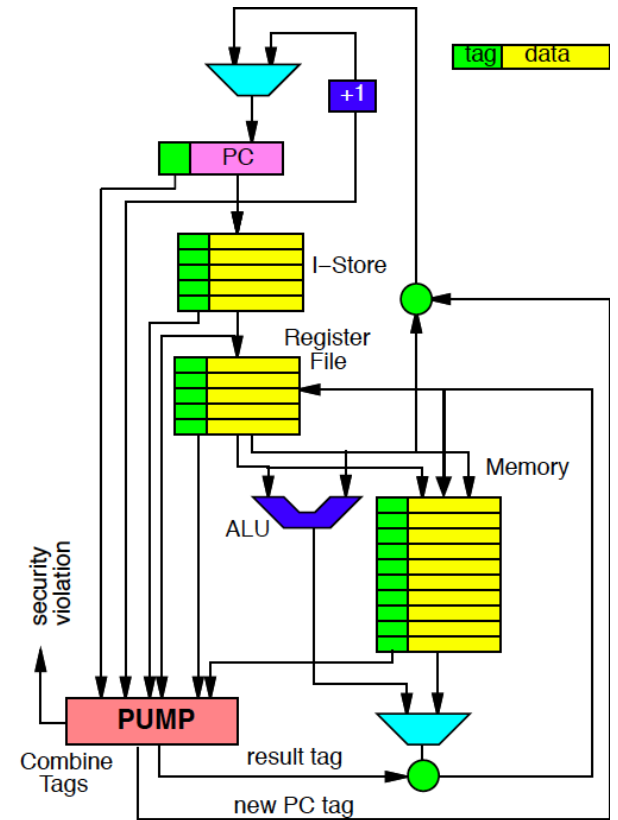 tag data
+1
PC
I–Store
Register
File
Memory
ALU
security
violation
PUMP
Combine
Tags
result tag
new PC tag